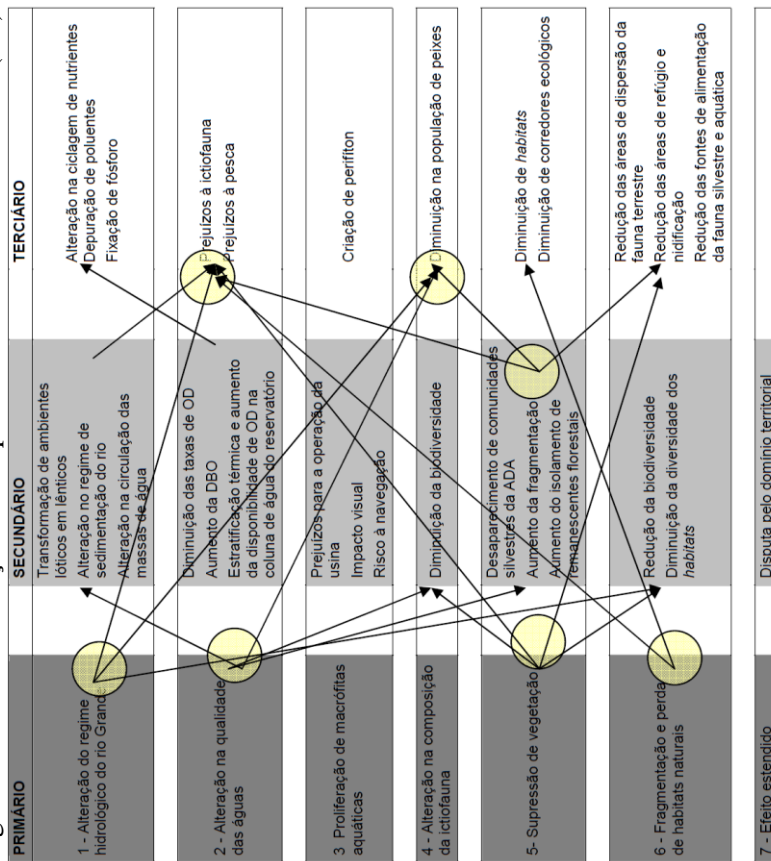 PRIMÁRIO
SECUNDÁRIO
TERCIÁRIO
1 - Alteração do regime
hidrológico do rio Grande
Transformação de ambientes
lóticos em lênticos
Alteração no regime de
sedimentação do rio
Alteração na circulação das
massas de água
Alteração na ciclagem de nutrientes
Depuração de poluentes
Fixação de fósforo
2 - Alteração na qualidade
das águas
Diminuição das taxas de OD
Aumento da DBO
Estratificação térmica e aumento
da disponibilidade de OD na
coluna de água do reservatório
Prejuízos à ictiofauna
Prejuízos à pesca
3 Proliferação de macrófitas
aquáticas
Prejuízos para a operação da
usina
Impacto visual
Risco à navegação
Criação de perifíton
4 - Alteração na composição
da ictiofauna
Diminuição da biodiversidade
Diminuição na população de peixes
5- Supressão de vegetação
Desaparecimento de comunidades
silvestres da ADA
Aumento da fragmentação
Aumento do isolamento de
remanescentes florestais
Diminuição de habitats
Diminuição de corredores ecológicos
6 - Fragmentação e perda
de habitats naturais
Redução da biodiversidade
Diminuição da diversidade dos
habitats
Redução das áreas de dispersão da
fauna terrestre
Redução das áreas de refúgio e
nidificação
Redução das fontes de alimentação
da fauna silvestre e aquática
7 - Efeito estendido
Disputa pelo domínio territorial